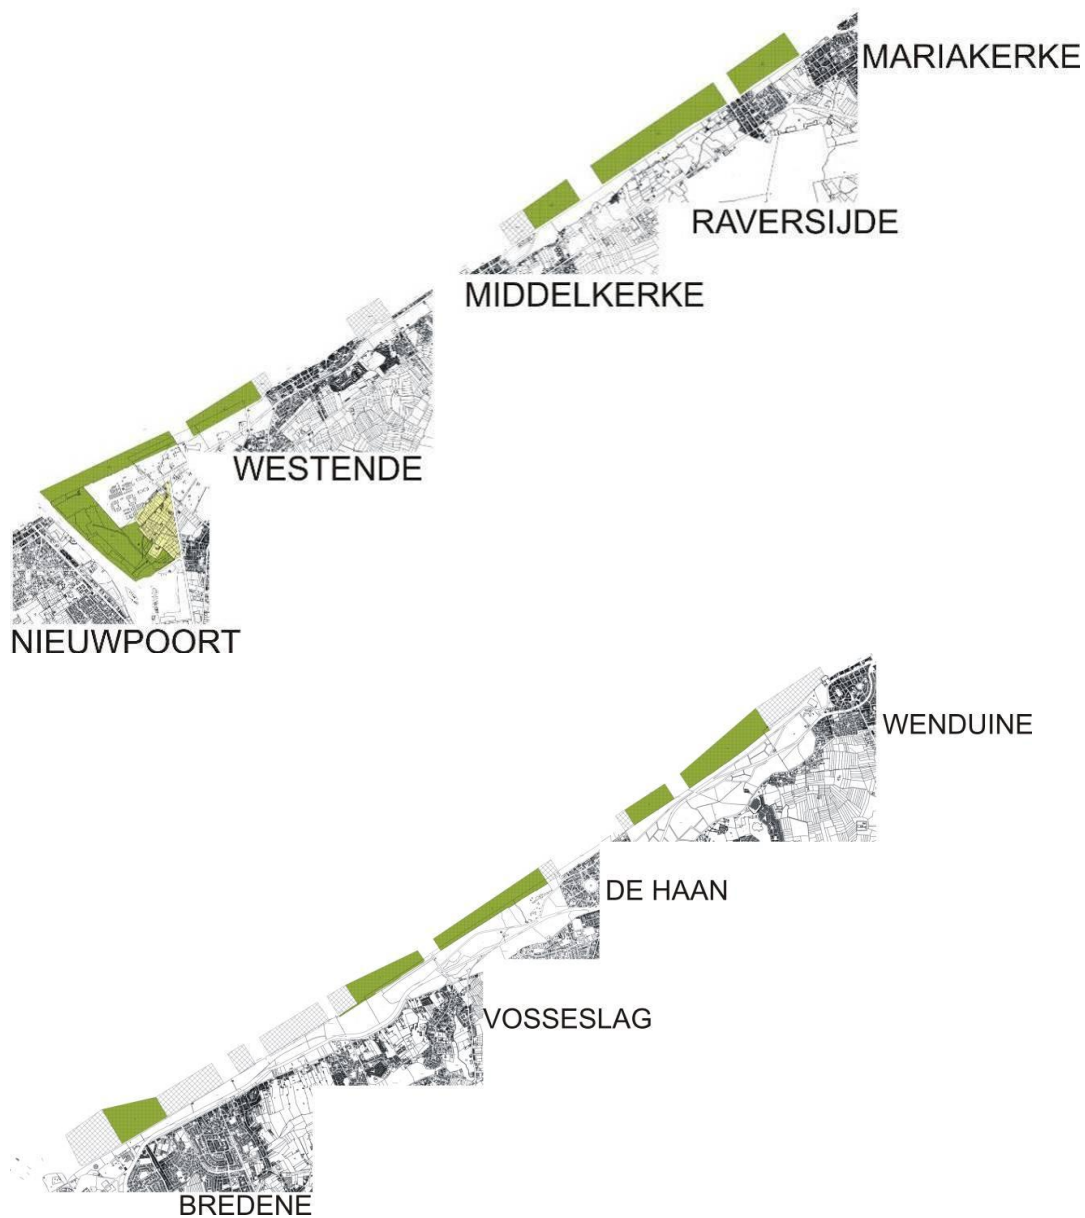 MARIAKERKE
RAVERSIJDE
MIDDELKERKE
WESTENDE
NIEUWPOORT
WENDUINE
DE HAAN
VOSSESLAG
BREDENE